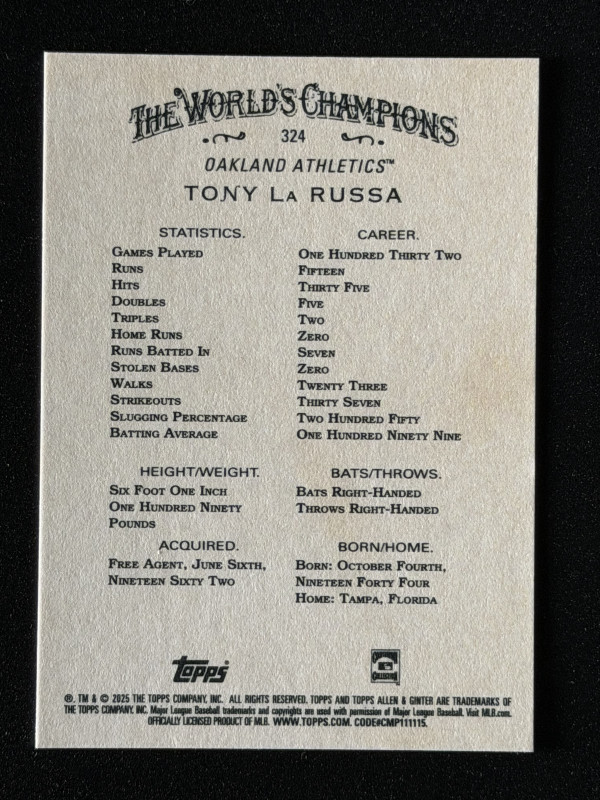 THE WORLD'S CHAMPIONS
324
OAKLAND ATHLETICS™
TONY LA RUSSA
STATISTICS. CAREER.
GAMES PLAYED ONE HUNDRED THIRTY TWO
RUNS FIFTEEN
HITS THIRTY FIVE
DOUBLES FIVE
TRIPLES TWO
HOME RUNS ZERO
RUNS BATTED IN SEVEN
STOLEN BASES ZERO
WALKS TWENTY THREE
STRIKEOUTS THIRTY SEVEN
SLUGGING PERCENTAGE TWO HUNDRED FIFTY
BATTING AVERAGE ONE HUNDRED NINETY NINE
HEIGHT/WEIGHT.
SIX FOOT ONE INCH
ONE HUNDRED NINETY
POUNDS
BATS/THROWS.
BATS RIGHT-HANDED
THROWS RIGHT-HANDED
ACQUIRED.
FREE AGENT, JUNE SIXTH,
NINETEEN SIXTY TWO
BORN/HOME.
BORN: OCTOBER FOURTH,
NINETEEN FORTY FOUR
HOME: TAMPA, FLORIDA
topps
®, TM & © 2025 THE TOPPS COMPANY, INC. ALL RIGHTS RESERVED. TOPPS AND TOPPS ALLEN & GINTER ARE TRADEMARKS OF
THE TOPPS COMPANY, INC. Major League Baseball trademarks and copyrights are used with permission of Major League Baseball. Visit MLB.com.
OFFICIALLY LICENSED PRODUCT OF MLB. WWW.TOPPS.COM. CODE#CMP111115.